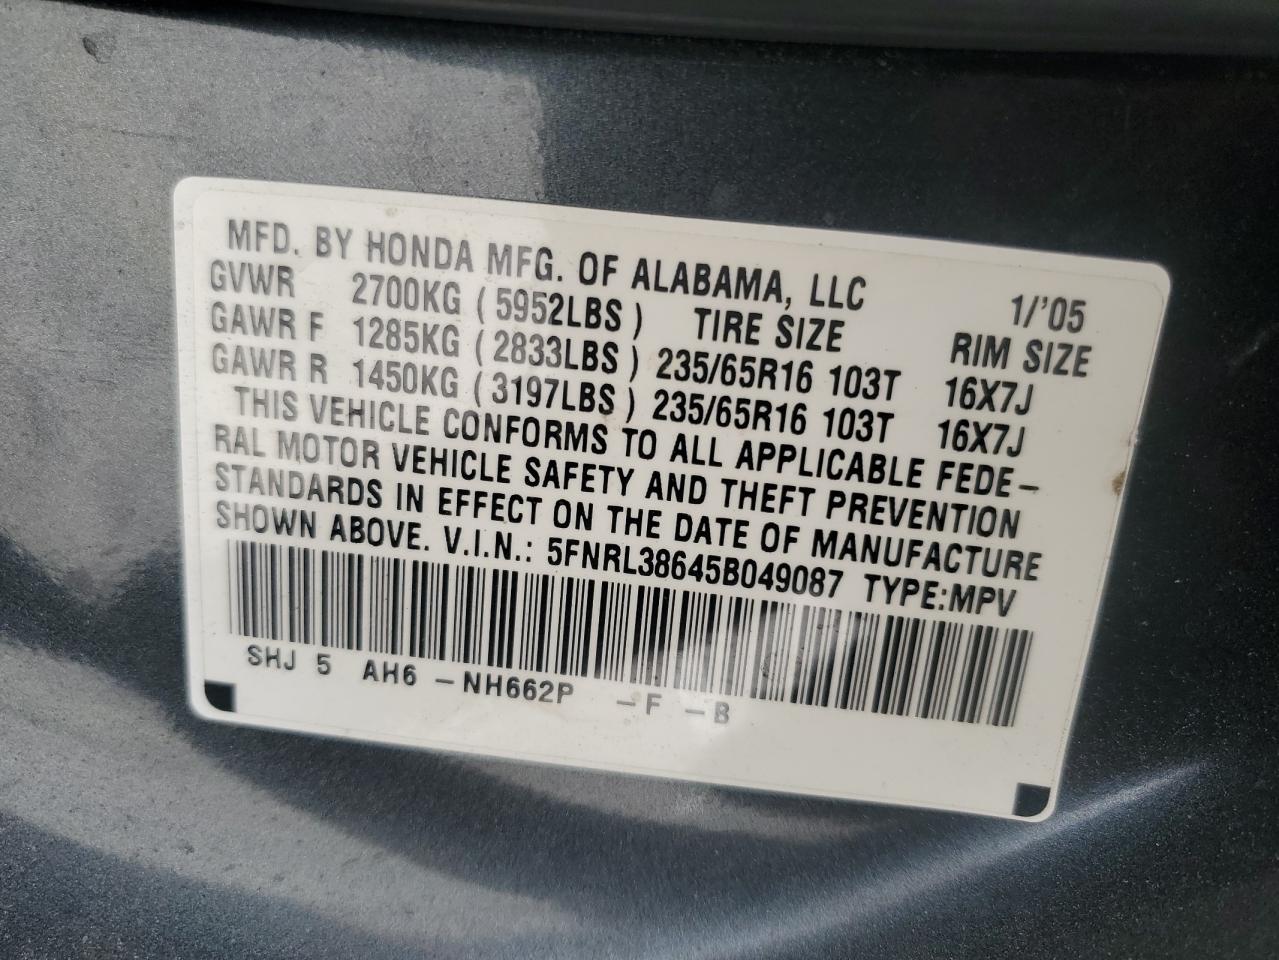 MFD. BY HONDA MFG. OF ALABAMA, LLC 1/'05
GVWR 2700KG ( 5952LBS ) TIRE SIZE RIM SIZE
GAWR F 1285KG ( 2833LBS ) 235/65R16 103T 16X7J
GAWR R 1450KG ( 3197LBS ) 235/65R16 103T 16X7J
THIS VEHICLE CONFORMS TO ALL APPLICABLE FEDE-
RAL MOTOR VEHICLE SAFETY AND THEFT PREVENTION
STANDARDS IN EFFECT ON THE DATE OF MANUFACTURE
SHOWN ABOVE. V.I.N.: 5FNRL38645B049087 TYPE:MPV
SHJ 5 AH6 -NH662P -F -B